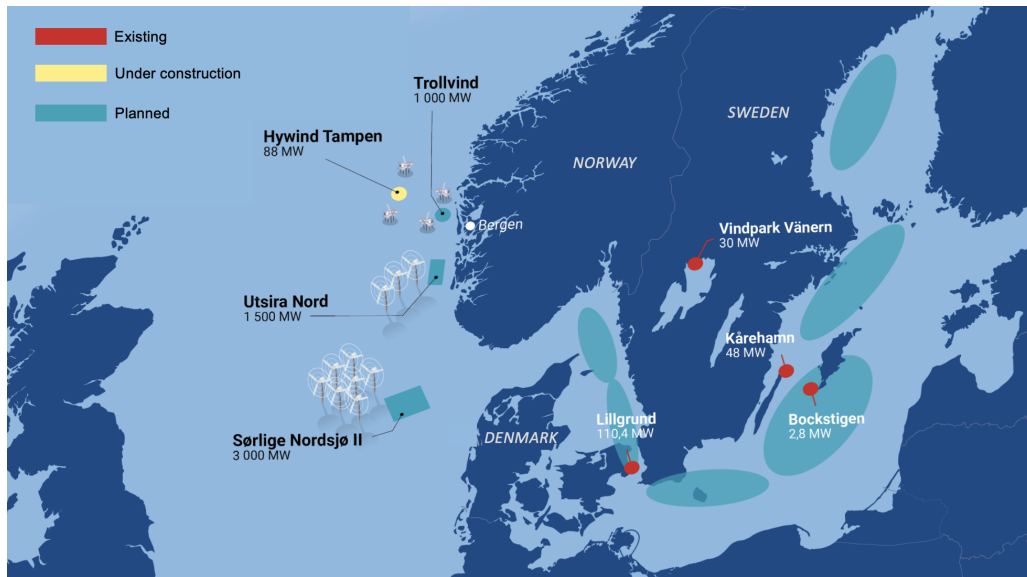 Existing
Under construction
Planned
Trollvind
1 000 MW
Hywind Tampen
88 MW
SWEDEN
NORWAY
Bergen
Vindpark Vänern
30 MW
Utsira Nord
1 500 MW
Kårehamn
48 MW
Lillgrund
110,4 MW
Bockstigen
2,8 MW
DENMARK
Sørlige Nordsjø II
3 000 MW